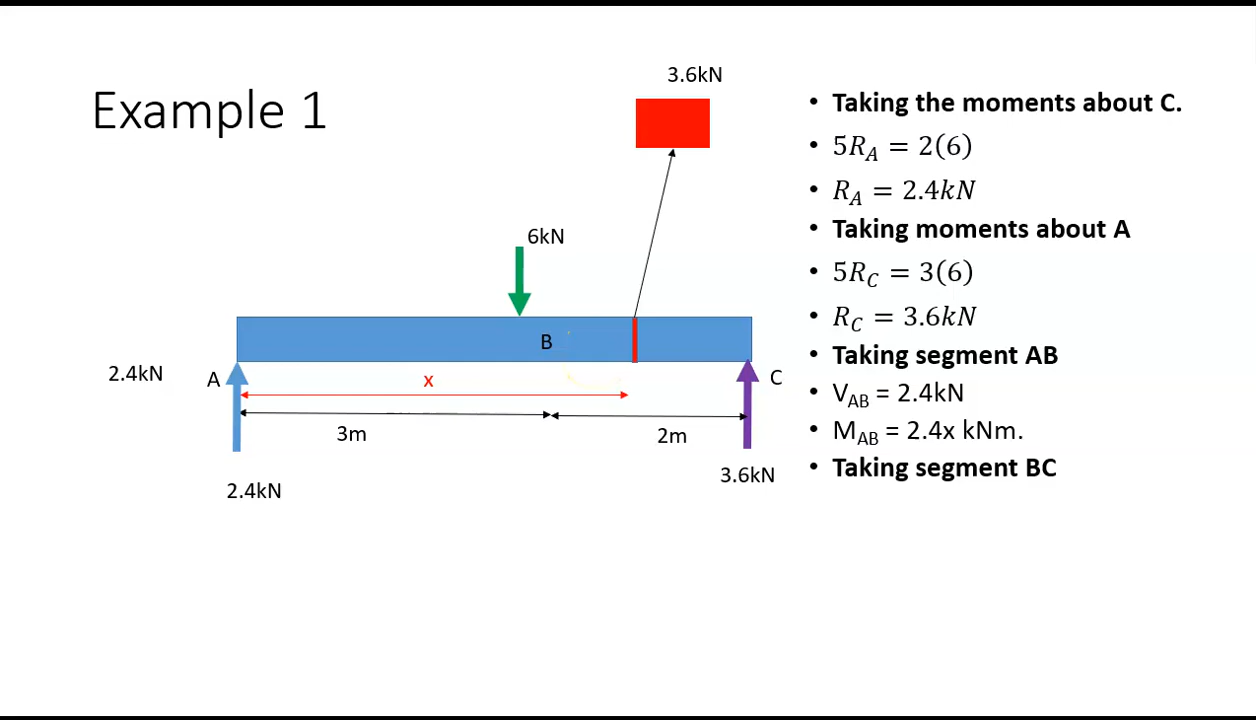 Example 1
3.6kN
6kN
B
2.4kN
A
x
C
3m
2m
3.6kN
2.4kN
• Taking the moments about C.
• 5R_A = 2(6)
• R_A = 2.4kN
• Taking moments about A
• 5R_C = 3(6)
• R_C = 3.6kN
• Taking segment AB
• V_AB = 2.4kN
• M_AB = 2.4x kNm.
• Taking segment BC